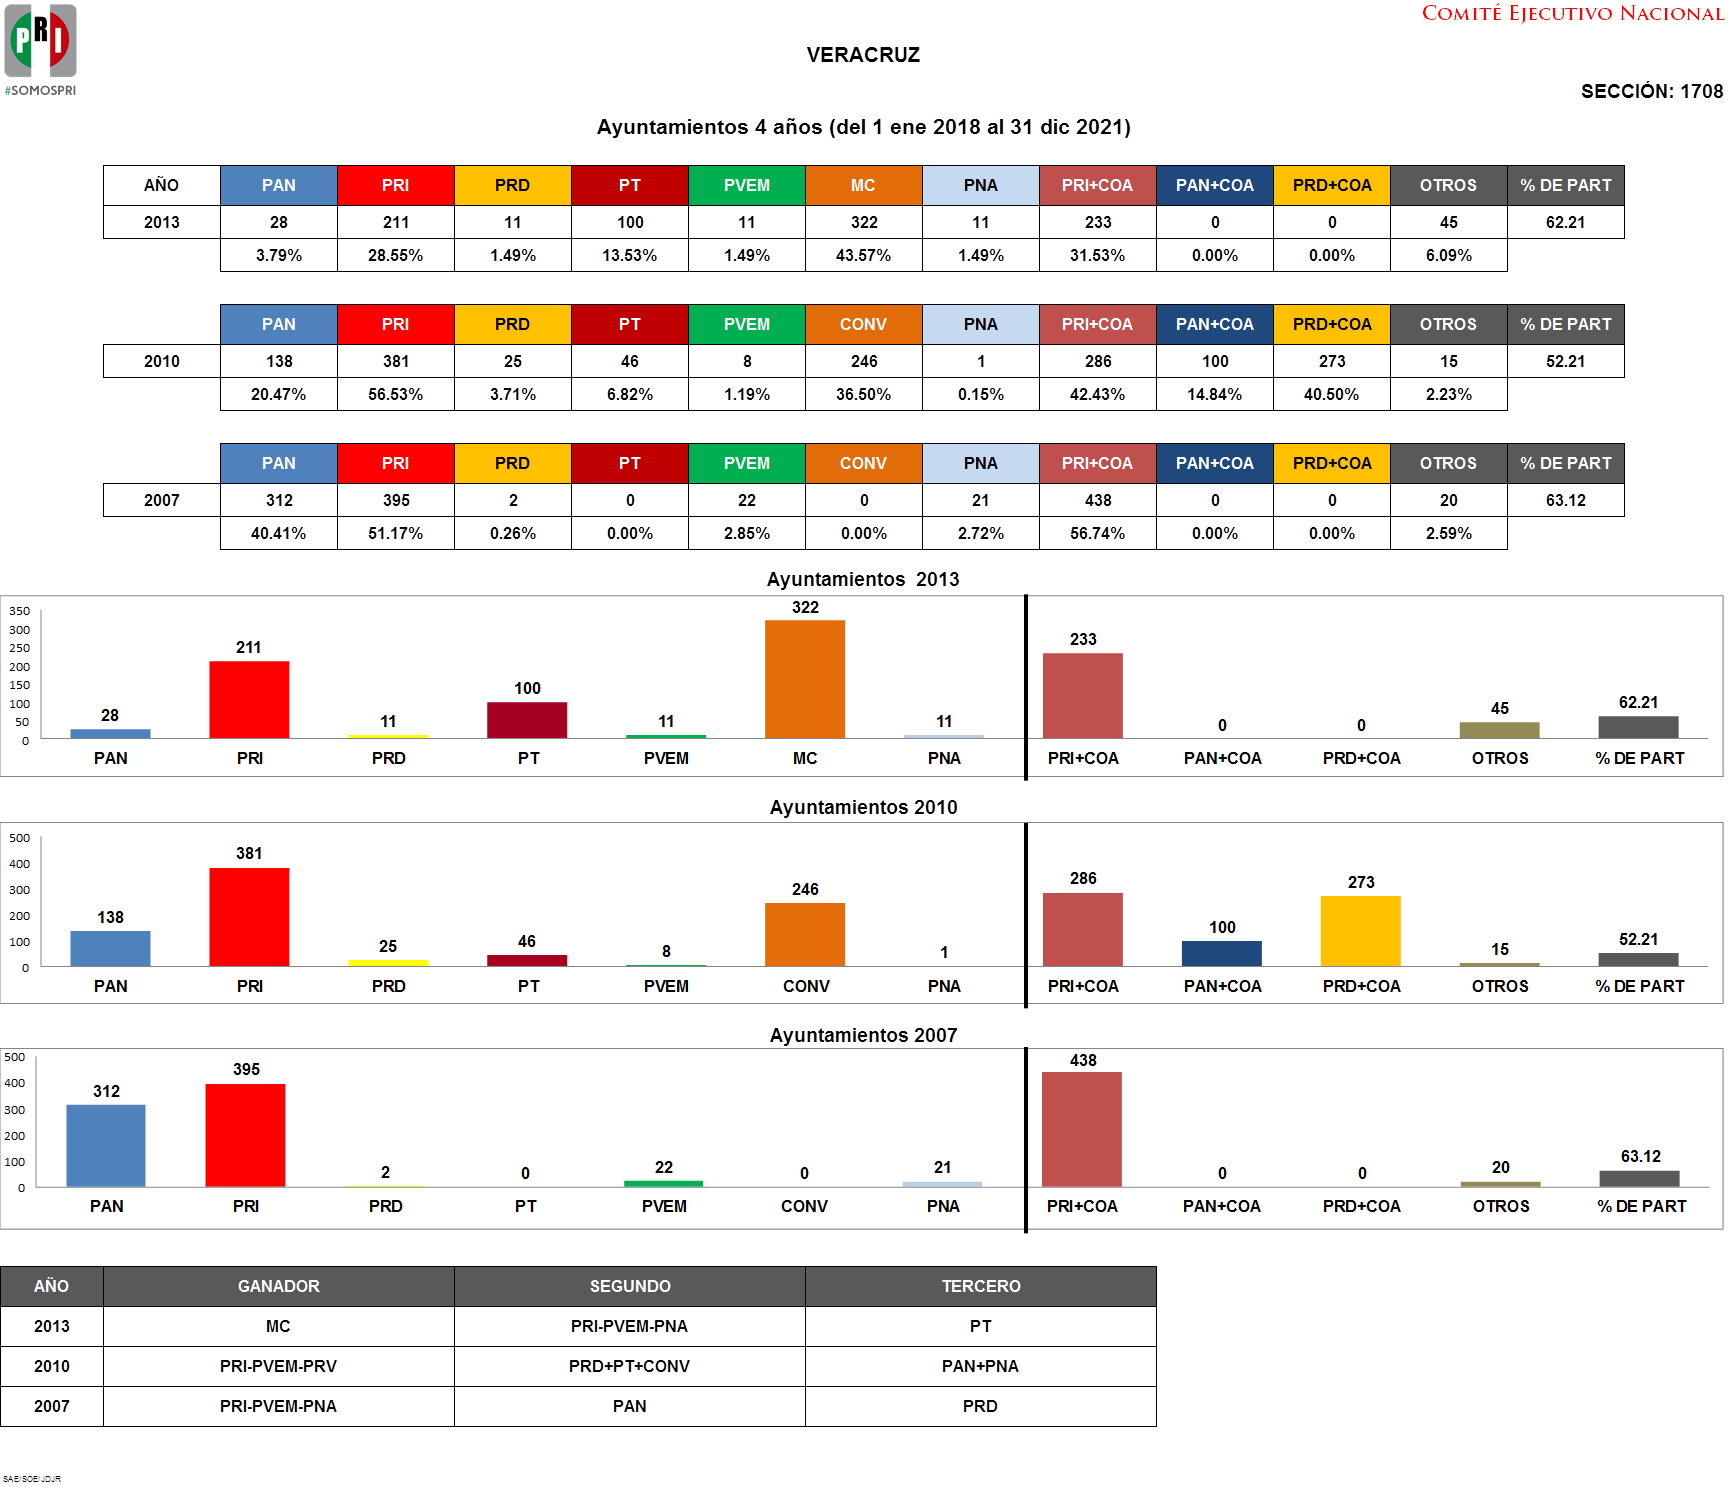 PRI
#SOMOSPRI
COMITÉ EJECUTIVO NACIONAL
VERACRUZ
SECCIÓN: 1708
Ayuntamientos 4 años (del 1 ene 2018 al 31 dic 2021)
AÑO PAN PRI PRD PT PVEM MC PNA PRI+COA PAN+COA PRD+COA OTROS % DE PART
2013 28 211 11 100 11 322 11 233 0 0 45 62.21
3.79% 28.55% 1.49% 13.53% 1.49% 43.57% 1.49% 31.53% 0.00% 0.00% 6.09%
PAN PRI PRD PT PVEM CONV PNA PRI+COA PAN+COA PRD+COA OTROS % DE PART
2010 138 381 25 46 8 246 1 286 100 273 15 52.21
20.47% 56.53% 3.71% 6.82% 1.19% 36.50% 0.15% 42.43% 14.84% 40.50% 2.23%
PAN PRI PRD PT PVEM CONV PNA PRI+COA PAN+COA PRD+COA OTROS % DE PART
2007 312 395 2 0 22 0 21 438 0 0 20 63.12
40.41% 51.17% 0.26% 0.00% 2.85% 0.00% 2.72% 56.74% 0.00% 0.00% 2.59%
Ayuntamientos 2013
350
300
250
200
150
100
50
0
28 211 11 100 11 322 11 233 0 0 45 62.21
PAN PRI PRD PT PVEM MC PNA PRI+COA PAN+COA PRD+COA OTROS % DE PART
Ayuntamientos 2010
500
400
300
200
100
0
138 381 25 46 8 246 1 286 100 273 15 52.21
PAN PRI PRD PT PVEM CONV PNA PRI+COA PAN+COA PRD+COA OTROS % DE PART
Ayuntamientos 2007
500
400
300
200
100
0
312 395 2 0 22 0 21 438 0 0 20 63.12
PAN PRI PRD PT PVEM CONV PNA PRI+COA PAN+COA PRD+COA OTROS % DE PART
AÑO GANADOR SEGUNDO TERCERO
2013 MC PRI-PVEM-PNA PT
2010 PRI-PVEM-PRV PRD+PT+CONV PAN+PNA
2007 PRI-PVEM-PNA PAN PRD
SAE/SOE/JDJR